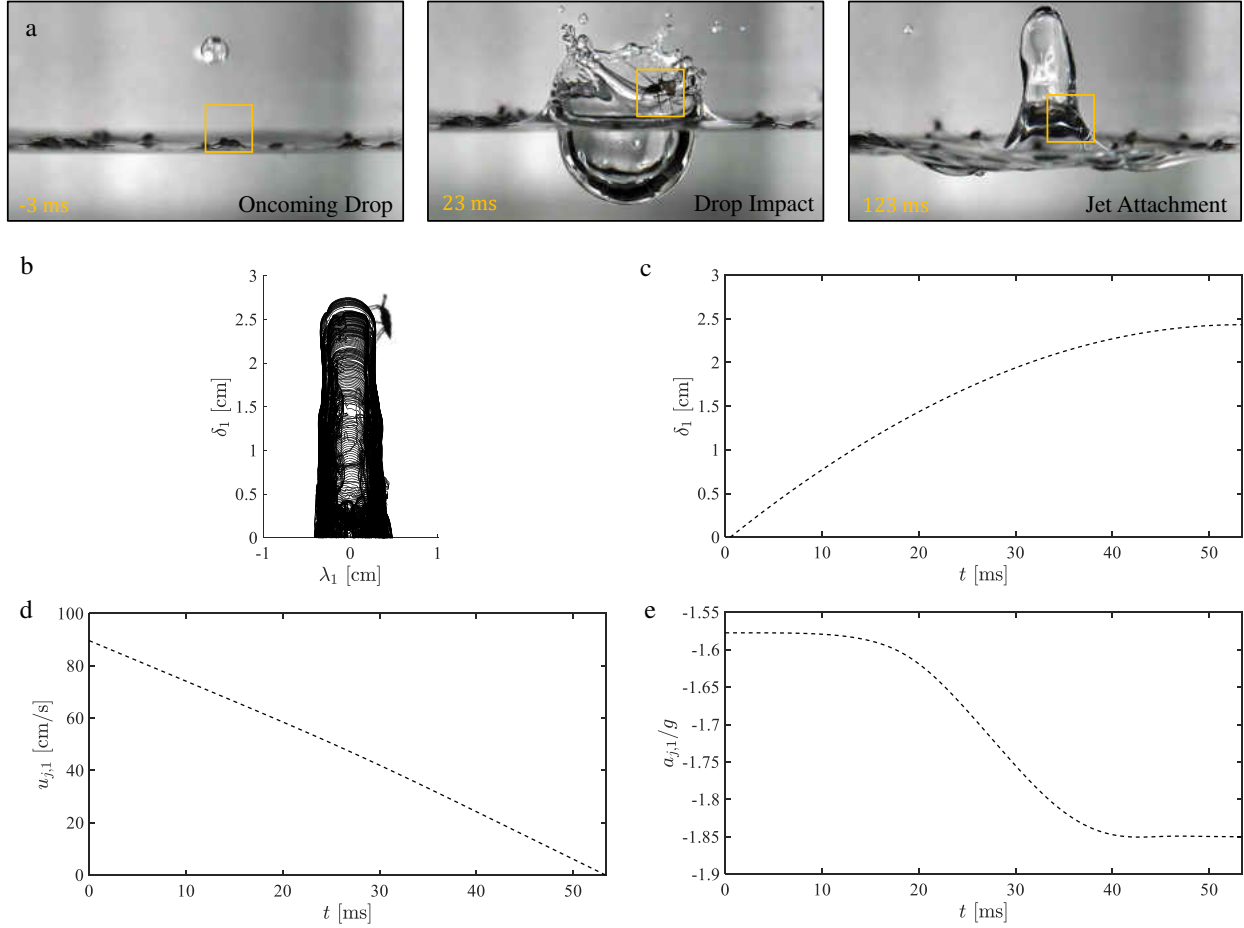 a
-3 ms
Oncoming Drop
23 ms
Drop Impact
123 ms
Jet Attachment
b
3
2.5
2
1.5
1
0.5
0
δ₁ [cm]
-1
0
1
λ₁ [cm]
c
3
2.5
2
1.5
1
0.5
0
δ₁ [cm]
0
10
20
30
40
50
t [ms]
d
100
80
60
40
20
0
u_{j,1} [cm/s]
0
10
20
30
40
50
t [ms]
e
-1.55
-1.6
-1.65
-1.7
-1.75
-1.8
-1.85
-1.9
a_{j,1}/g
0
10
20
30
40
50
t [ms]